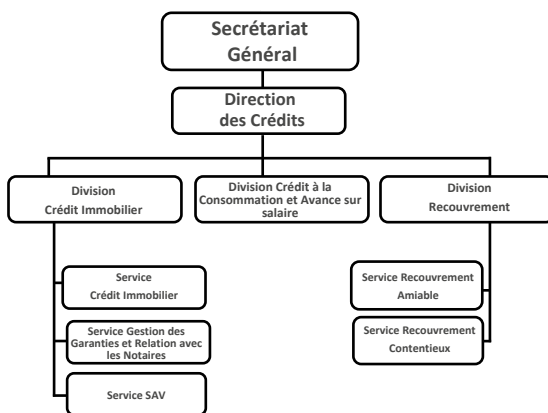 Secrétariat
Général
Direction
des Crédits
Division
Crédit Immobilier
Division Crédit à la
Consommation et Avance sur
salaire
Division
Recouvrement
Service
Crédit Immobilier
Service Gestion des
Garanties et Relation avec
les Notaires
Service SAV
Service Recouvrement
Amiable
Service Recouvrement
Contentieux